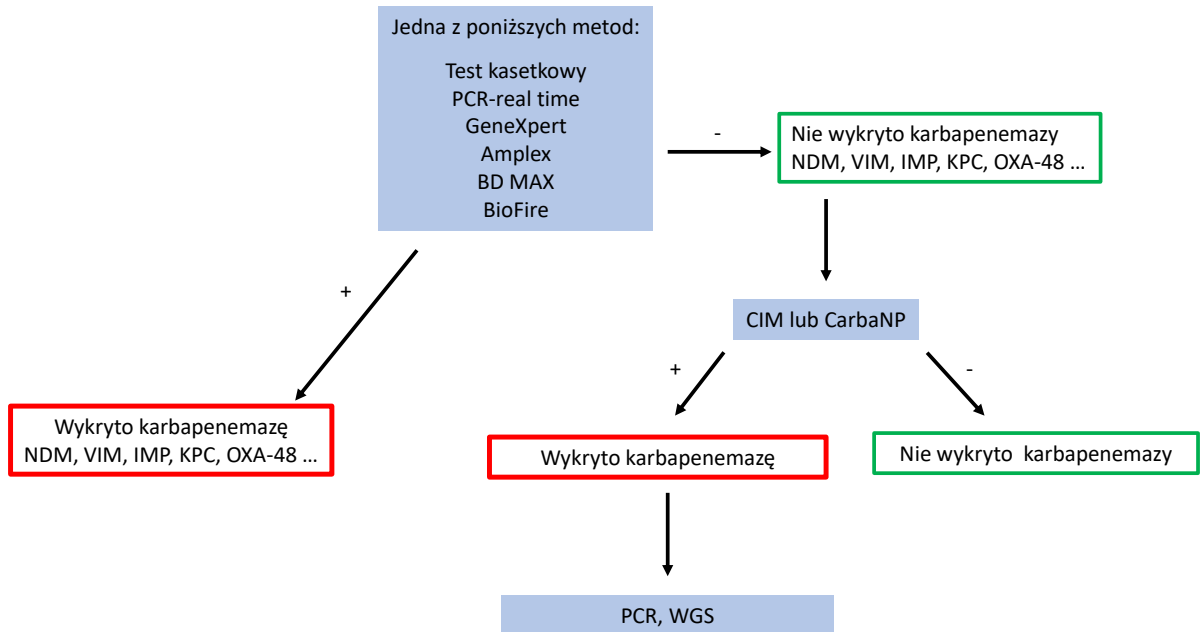 Jedna z poniższych metod:
Test kasetkowy
PCR-real time
GeneXpert
Amplex
BD MAX
BioFire
-
Nie wykryto karbapenemazy
NDM, VIM, IMP, KPC, OXA-48 ...
+
CIM lub CarbaNP
+
-
Wykryto karbapenemazę
NDM, VIM, IMP, KPC, OXA-48 ...
Wykryto karbapenemazę
Nie wykryto karbapenemazy
PCR, WGS